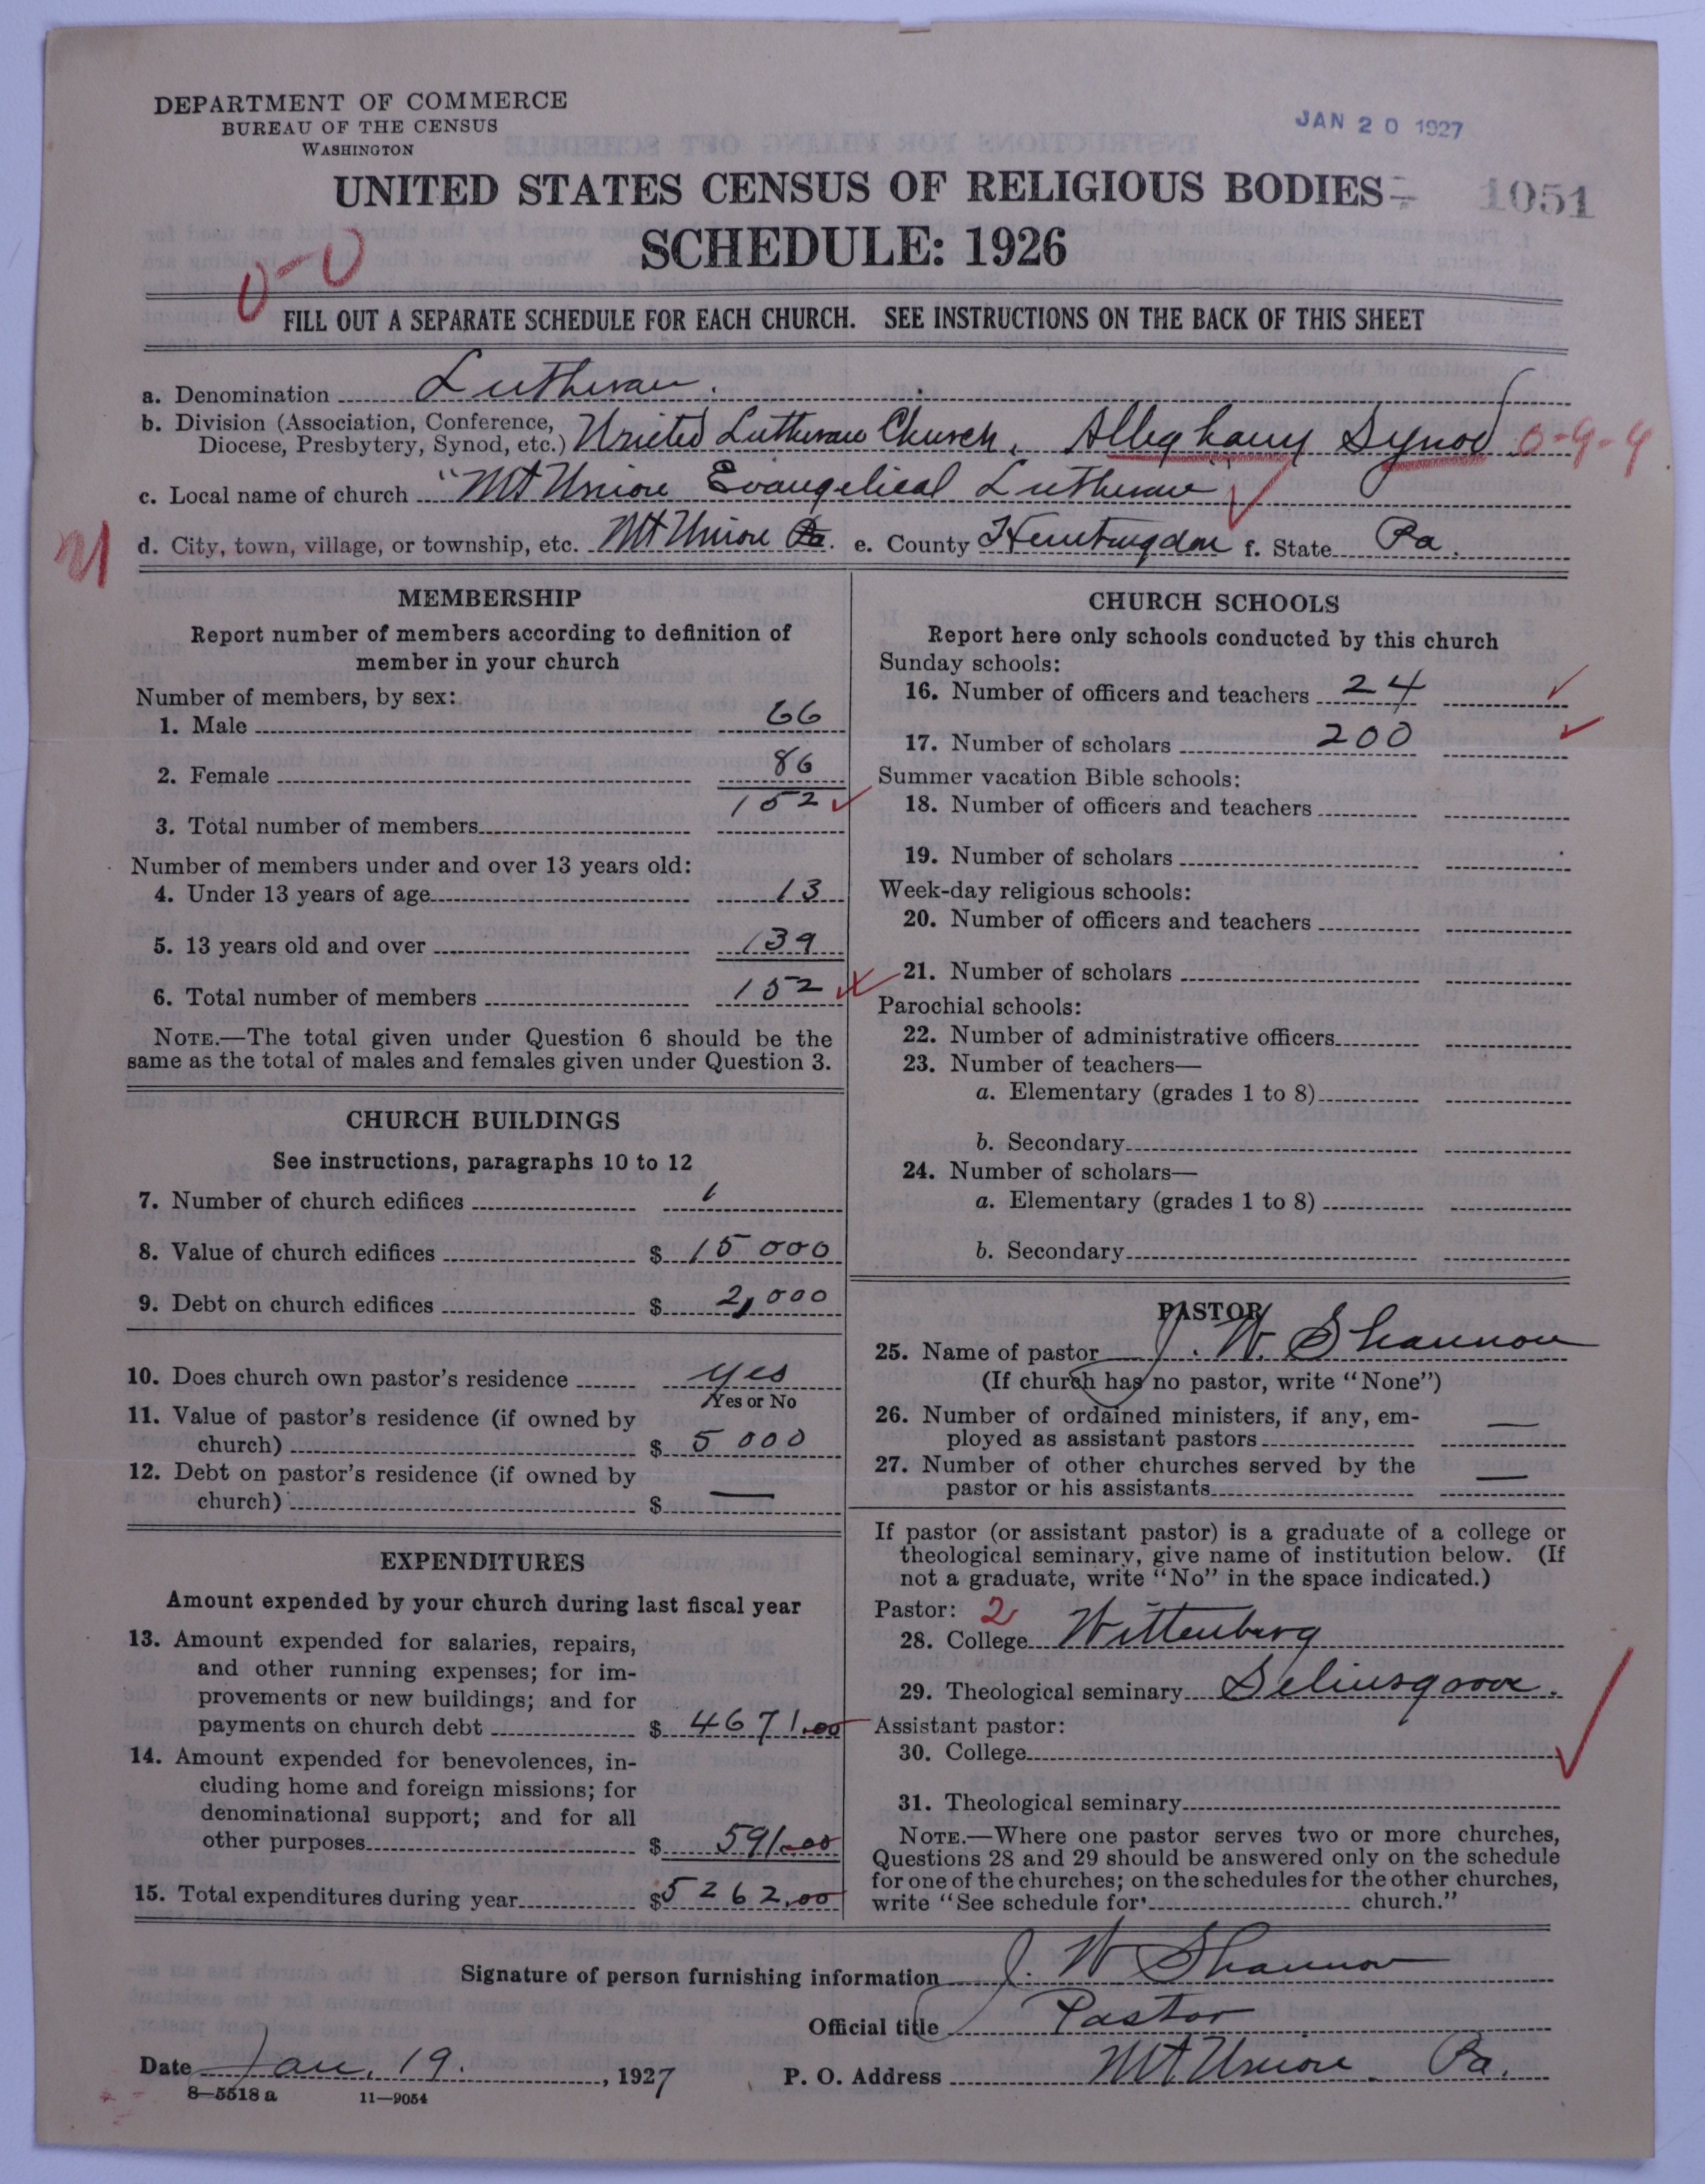 DEPARTMENT OF COMMERCE
BUREAU OF THE CENSUS
WASHINGTON
JAN 20 1927
UNITED STATES CENSUS OF RELIGIOUS BODIES
1051
SCHEDULE: 1926
0-0
FILL OUT A SEPARATE SCHEDULE FOR EACH CHURCH. SEE INSTRUCTIONS ON THE BACK OF THIS SHEET
a. Denomination Lutheran.
b. Division (Association, Conference,
Diocese, Presbytery, Synod, etc.) United Lutheran Church, Alleghany Synod 0-9-9
c. Local name of church "Mt Union Evangelical Lutheran
d. City, town, village, or township, etc. Mt Union Pa. e. County Huntingdon f. State Pa.
MEMBERSHIP
Report number of members according to definition of
member in your church
Number of members, by sex:
1. Male 66
2. Female 86
3. Total number of members 152
Number of members under and over 13 years old:
4. Under 13 years of age 13
5. 13 years old and over 139
6. Total number of members 152
NOTE.—The total given under Question 6 should be the
same as the total of males and females given under Question 3.
CHURCH BUILDINGS
See instructions, paragraphs 10 to 12
7. Number of church edifices 1
8. Value of church edifices $ 15 000
9. Debt on church edifices $ 2,000
10. Does church own pastor's residence yes
Yes or No
11. Value of pastor's residence (if owned by
church) $ 5 000
12. Debt on pastor's residence (if owned by
church) $ —
EXPENDITURES
Amount expended by your church during last fiscal year
13. Amount expended for salaries, repairs,
and other running expenses; for im-
provements or new buildings; and for
payments on church debt $ 4671.00
14. Amount expended for benevolences, in-
cluding home and foreign missions; for
denominational support; and for all
other purposes $ 591.00
15. Total expenditures during year $5262.00
CHURCH SCHOOLS
Report here only schools conducted by this church
Sunday schools:
16. Number of officers and teachers 24
17. Number of scholars 200
Summer vacation Bible schools:
18. Number of officers and teachers
19. Number of scholars
Week-day religious schools:
20. Number of officers and teachers
21. Number of scholars
Parochial schools:
22. Number of administrative officers
23. Number of teachers—
a. Elementary (grades 1 to 8)
b. Secondary
24. Number of scholars—
a. Elementary (grades 1 to 8)
b. Secondary
PASTOR
25. Name of pastor J. W. Shannon
(If church has no pastor, write "None")
26. Number of ordained ministers, if any, em-
ployed as assistant pastors —
27. Number of other churches served by the
pastor or his assistants —
If pastor (or assistant pastor) is a graduate of a college or
theological seminary, give name of institution below. (If
not a graduate, write "No" in the space indicated.)
Pastor: 2
28. College Wittenberg
29. Theological seminary Selinsgrove.
Assistant pastor:
30. College
31. Theological seminary
NOTE.—Where one pastor serves two or more churches,
Questions 28 and 29 should be answered only on the schedule
for one of the churches; on the schedules for the other churches,
write "See schedule for church."
Signature of person furnishing information J. W Shannon
Official title Pastor
Date Jan. 19. , 1927 P. O. Address Mt Union Pa.
8—5518 a 11—9054